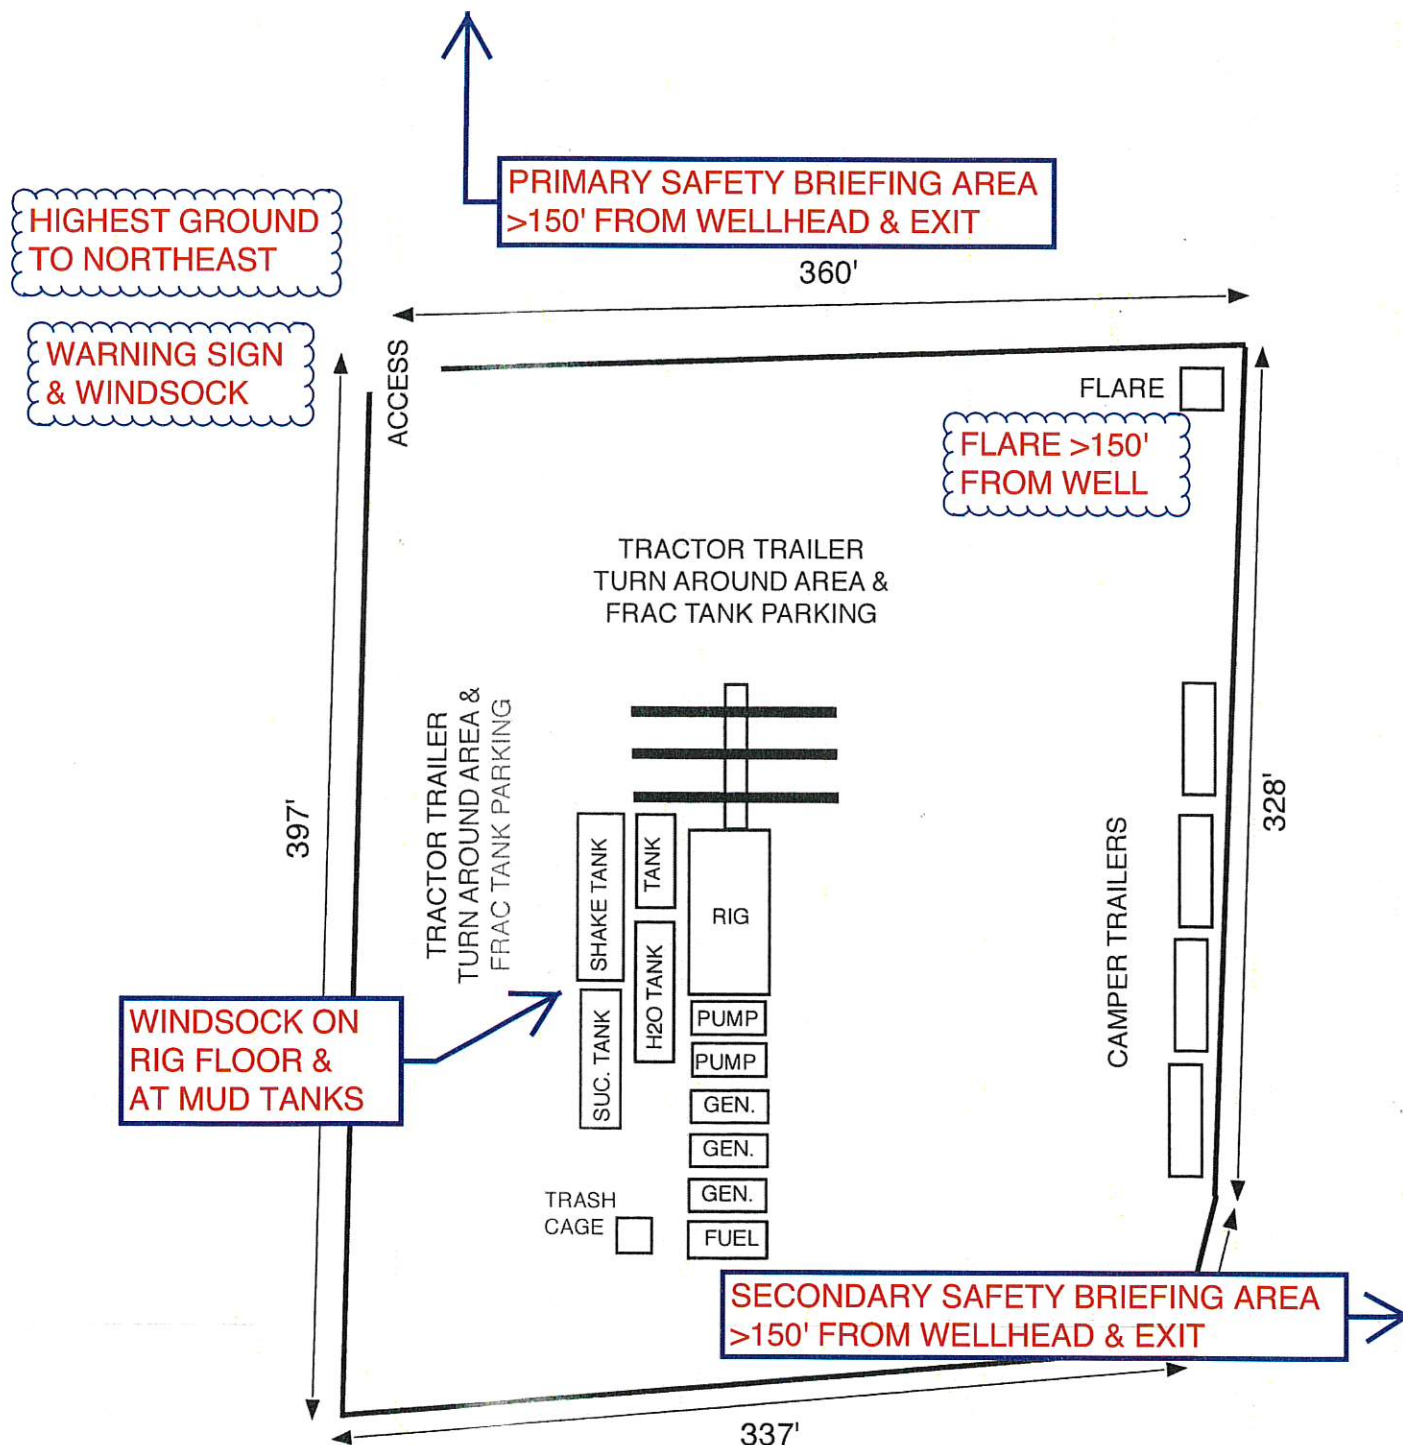 PRIMARY SAFETY BRIEFING AREA
>150' FROM WELLHEAD & EXIT
HIGHEST GROUND
TO NORTHEAST
360'
WARNING SIGN
& WINDSOCK
ACCESS
FLARE
FLARE >150'
FROM WELL
TRACTOR TRAILER
TURN AROUND AREA &
FRAC TANK PARKING
TRACTOR TRAILER
TURN AROUND AREA &
FRAC TANK PARKING
397'
328'
SHAKE TANK
TANK
RIG
CAMPER TRAILERS
H2O TANK
SUC. TANK
WINDSOCK ON
RIG FLOOR &
AT MUD TANKS
PUMP
PUMP
GEN.
GEN.
GEN.
FUEL
TRASH
CAGE
SECONDARY SAFETY BRIEFING AREA
>150' FROM WELLHEAD & EXIT
337'